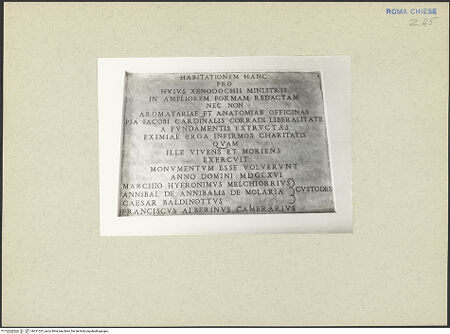 ROMA CHIESE
225
HABITATIONEM HANC
PRO
HVIVS XENODOCHII MINISTRIS
IN AMPLIOREM FORMAM REDACTAM
NEC NON
AROMATARIAE ET ANATOMIAE OFFICINAS
PIA IACOBI CARDINALIS CORRADI LIBERALITATE
A FVNDAMENTIS EXTRVCTAS
EXIMIAE ERGA INFIRMOS CHARITATIS
QVAM
ILLE VIVENS ET MORIENS
EXERCVIT
MONVMENTVM ESSE VOLVERVNT
ANNO DOMINI MDCLXVI
MARCHIO HYERONIMVS MELCHIORRIVS
ANNIBAL DE ANNIBALIS DE MOLARIA CVSTODES
CAESAR BALDINOTTVS
FRANCISCVS ALBERINVS CAMERARIVS